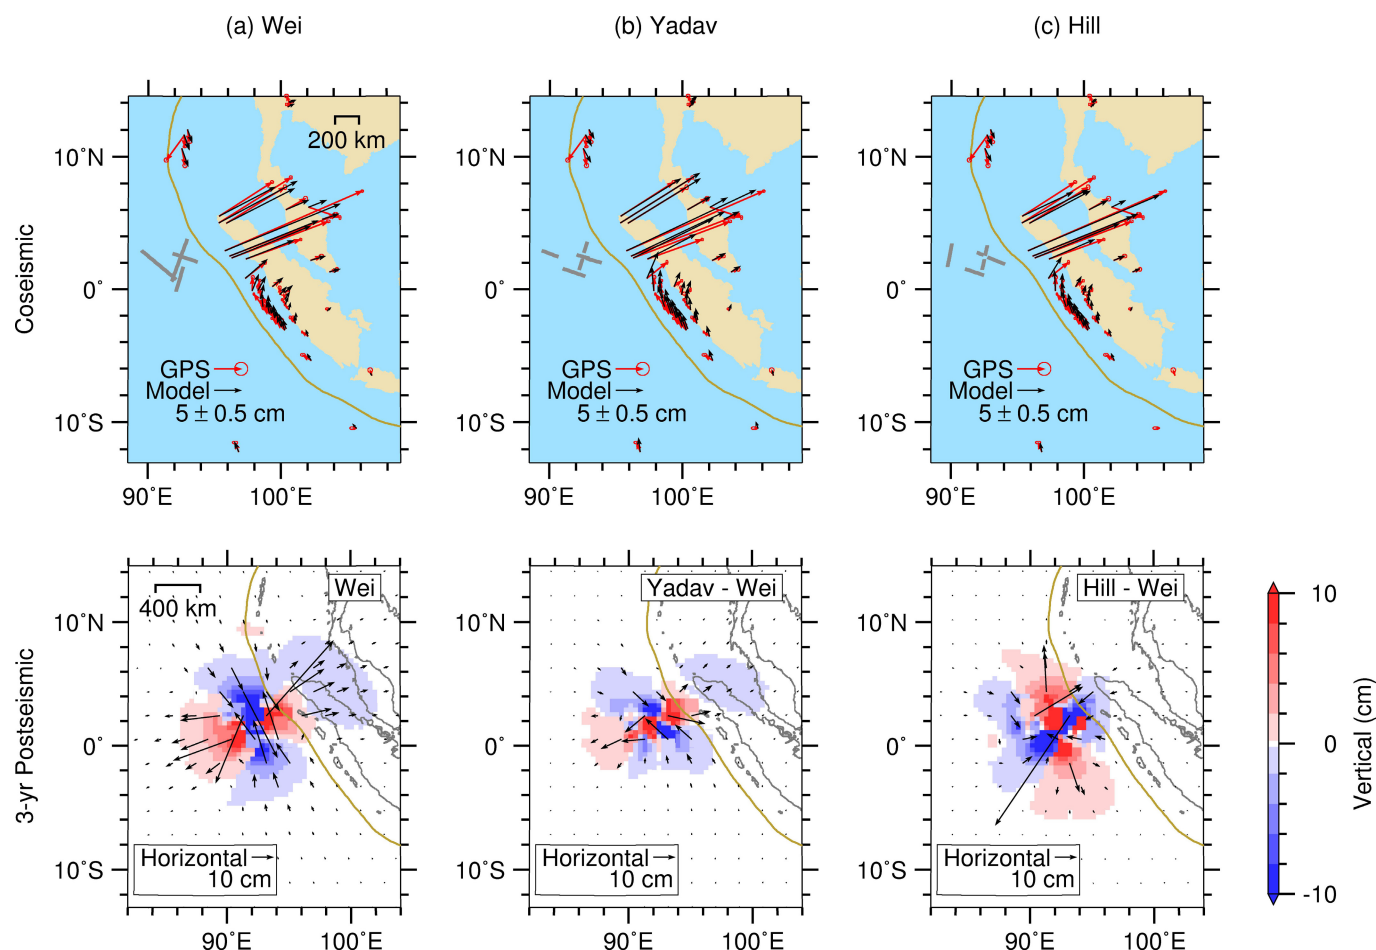 (a) Wei
(b) Yadav
(c) Hill
Coseismic
200 km
10˚N
0˚
10˚S
GPS
Model
5 ± 0.5 cm
90˚E
100˚E
10˚N
0˚
10˚S
GPS
Model
5 ± 0.5 cm
90˚E
100˚E
10˚N
0˚
10˚S
GPS
Model
5 ± 0.5 cm
90˚E
100˚E
3-yr Postseismic
400 km
Wei
10˚N
0˚
10˚S
Horizontal
10 cm
90˚E
100˚E
Yadav - Wei
10˚N
0˚
10˚S
Horizontal
10 cm
90˚E
100˚E
Hill - Wei
10˚N
0˚
10˚S
Horizontal
10 cm
90˚E
100˚E
10
0
-10
Vertical (cm)